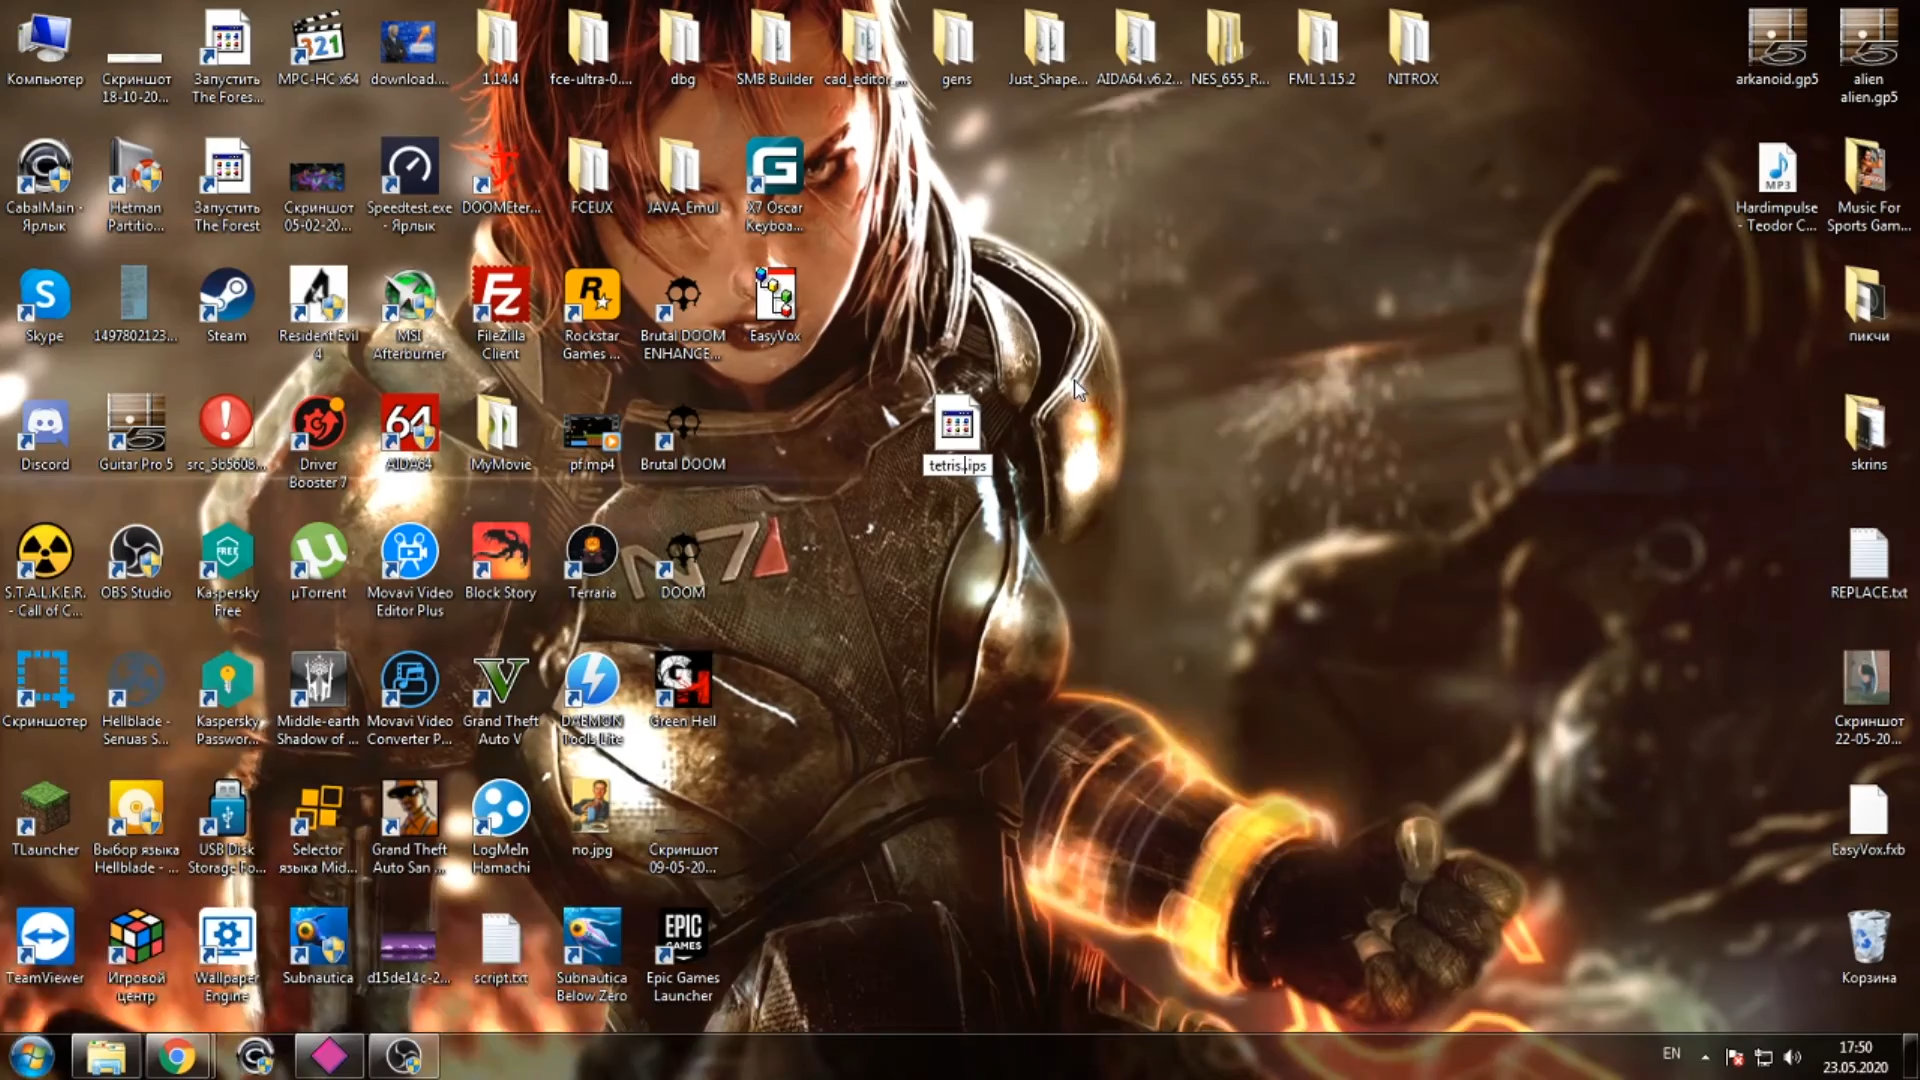 Компьютер
Скриншот
18-10-20...
Запустить
The Fores...
MPC-HC x64
download....
1.14.4
fce-ultra-0....
dbg
SMB Builder
cad_editor_...
gens
Just_Shape...
AIDA64.v6.2...
NES_655_R...
FML 1.15.2
NITROX
arkanoid.gp5
alien
alien.gp5
CabalMain -
Ярлык
Hetman
Partitio...
Запустить
The Forest
Скриншот
05-02-20...
Speedtest.exe
- Ярлык
DOOMEter...
FCEUX
JAVA_Emul
X7 Oscar
Keyboa...
MP3
Hardimpulse
- Teodor C...
Music For
Sports Gam...
Skype
1497802123...
Steam
Resident Evil
4
MSI
Afterburner
FileZilla
Client
Rockstar
Games ...
Brutal DOOM
ENHANCE...
EasyVox
пикчи
Discord
Guitar Pro 5
src_5b5608...
Driver
Booster 7
64
AIDA64
MyMovie
pf.mp4
Brutal DOOM
tetris.ips
skrins
N7
S.T.A.L.K.E.R.
- Call of C...
OBS Studio
FREE
Kaspersky
Free
µTorrent
Movavi Video
Editor Plus
Block Story
Terraria
DOOM
REPLACE.txt
Скриншотер
Hellblade -
Senuas S...
Kaspersky
Passwor...
Middle-earth
Shadow of ...
Movavi Video
Converter P...
Grand Theft
Auto V
DAEMON
Tools Lite
Green Hell
Скриншот
22-05-20...
TLauncher
Выбор языка
Hellblade - ...
USB Disk
Storage Fo...
Selector
языка Mid...
Grand Theft
Auto San ...
LogMeIn
Hamachi
no.jpg
Скриншот
09-05-20...
EasyVox.fxb
TeamViewer
Игровой
центр
Wallpaper
Engine
Subnautica
d15de14c-2...
script.txt
Subnautica
Below Zero
EPIC
GAMES
Epic Games
Launcher
Корзина
EN
17:50
23.05.2020